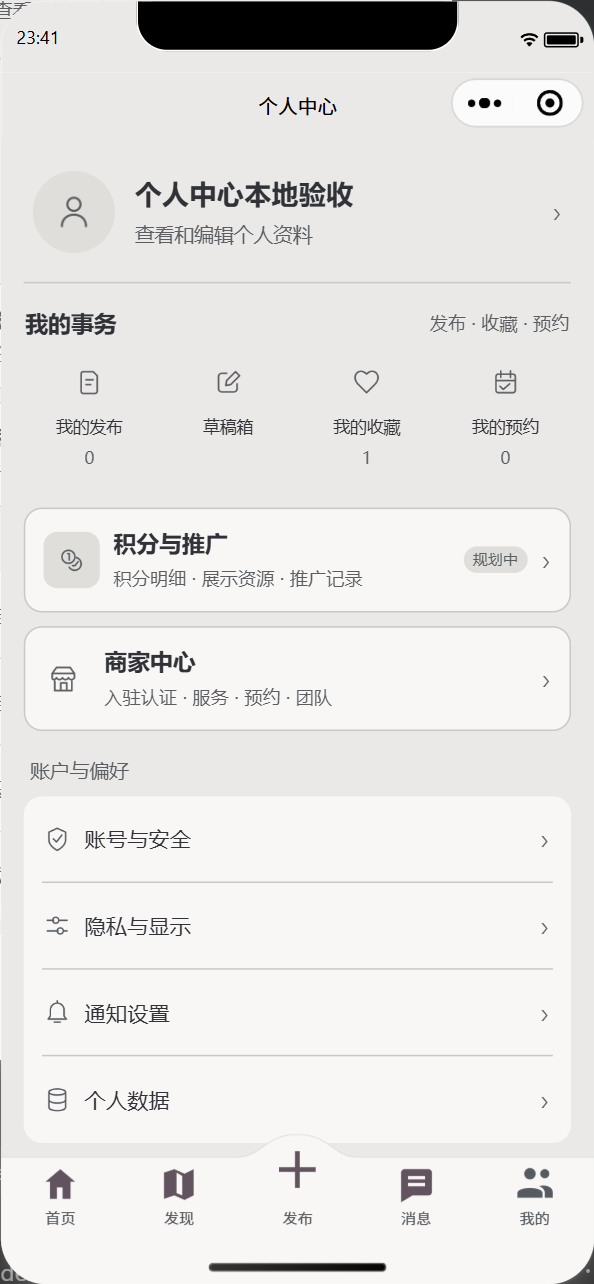 23:41
个人中心
个人中心本地验收
查看和编辑个人资料
我的事务
发布 · 收藏 · 预约
我的发布 草稿箱 我的收藏 我的预约
0 1 0
积分与推广
积分明细 · 展示资源 · 推广记录
规划中
商家中心
入驻认证 · 服务 · 预约 · 团队
账户与偏好
账号与安全
隐私与显示
通知设置
个人数据
首页 发现 发布 消息 我的